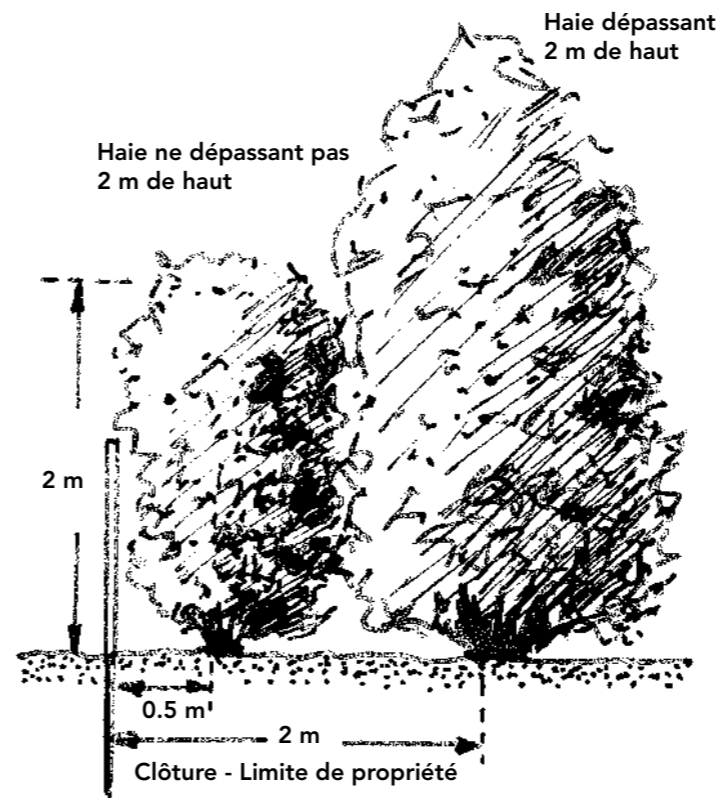 Haie dépassant
2 m de haut
Haie ne dépassant pas
2 m de haut
2 m
0.5 m
2 m
Clôture - Limite de propriété